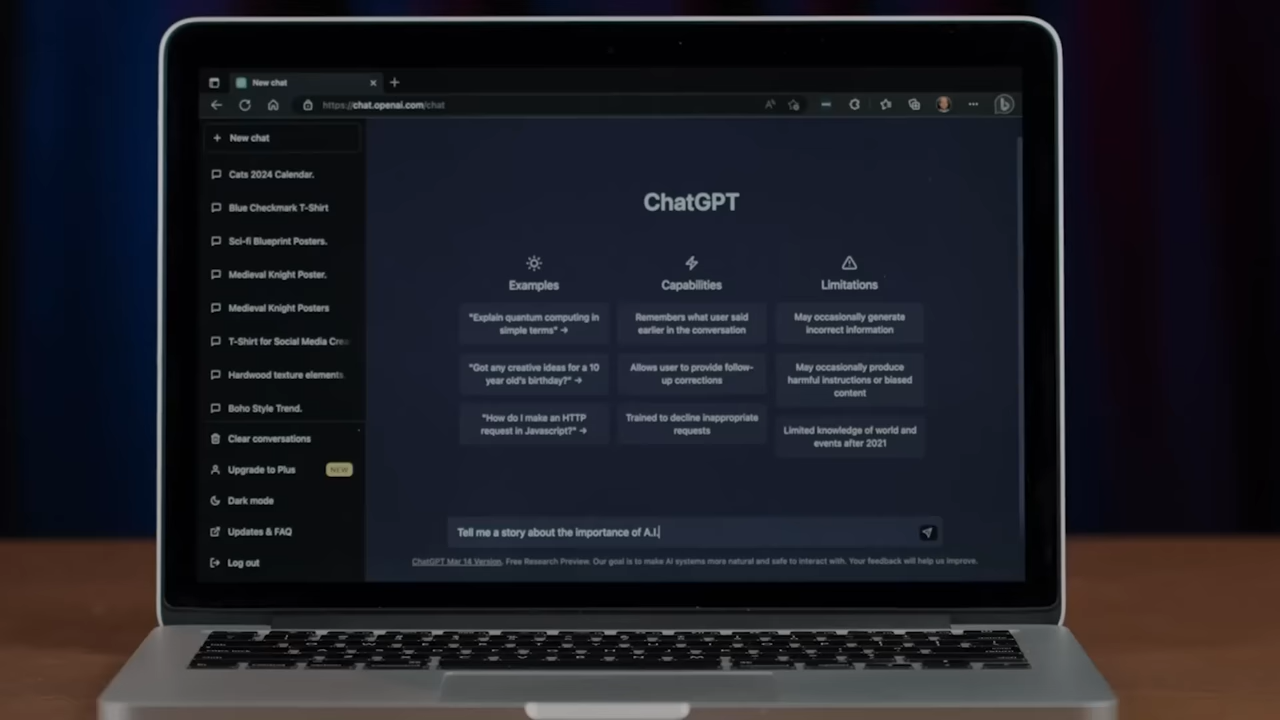 New chat
https://chat.openai.com/chat
New chat
Cats 2024 Calendar.
Blue Checkmark T-Shirt
Sci-fi Blueprint Posters.
Medieval Knight Poster.
Medieval Knight Posters
T-Shirt for Social Media Crea
Hardwood texture elements.
Boho Style Trend.
Clear conversations
Upgrade to Plus NEW
Dark mode
Updates & FAQ
Log out
ChatGPT
Examples
"Explain quantum computing in
simple terms" →
"Got any creative ideas for a 10
year old's birthday?" →
"How do I make an HTTP
request in Javascript?" →
Capabilities
Remembers what user said
earlier in the conversation
Allows user to provide follow-
up corrections
Trained to decline inappropriate
requests
Limitations
May occasionally generate
incorrect information
May occasionally produce
harmful instructions or biased
content
Limited knowledge of world and
events after 2021
Tell me a story about the importance of A.I.
ChatGPT Mar 14 Version. Free Research Preview. Our goal is to make AI systems more natural and safe to interact with. Your feedback will help us improve.